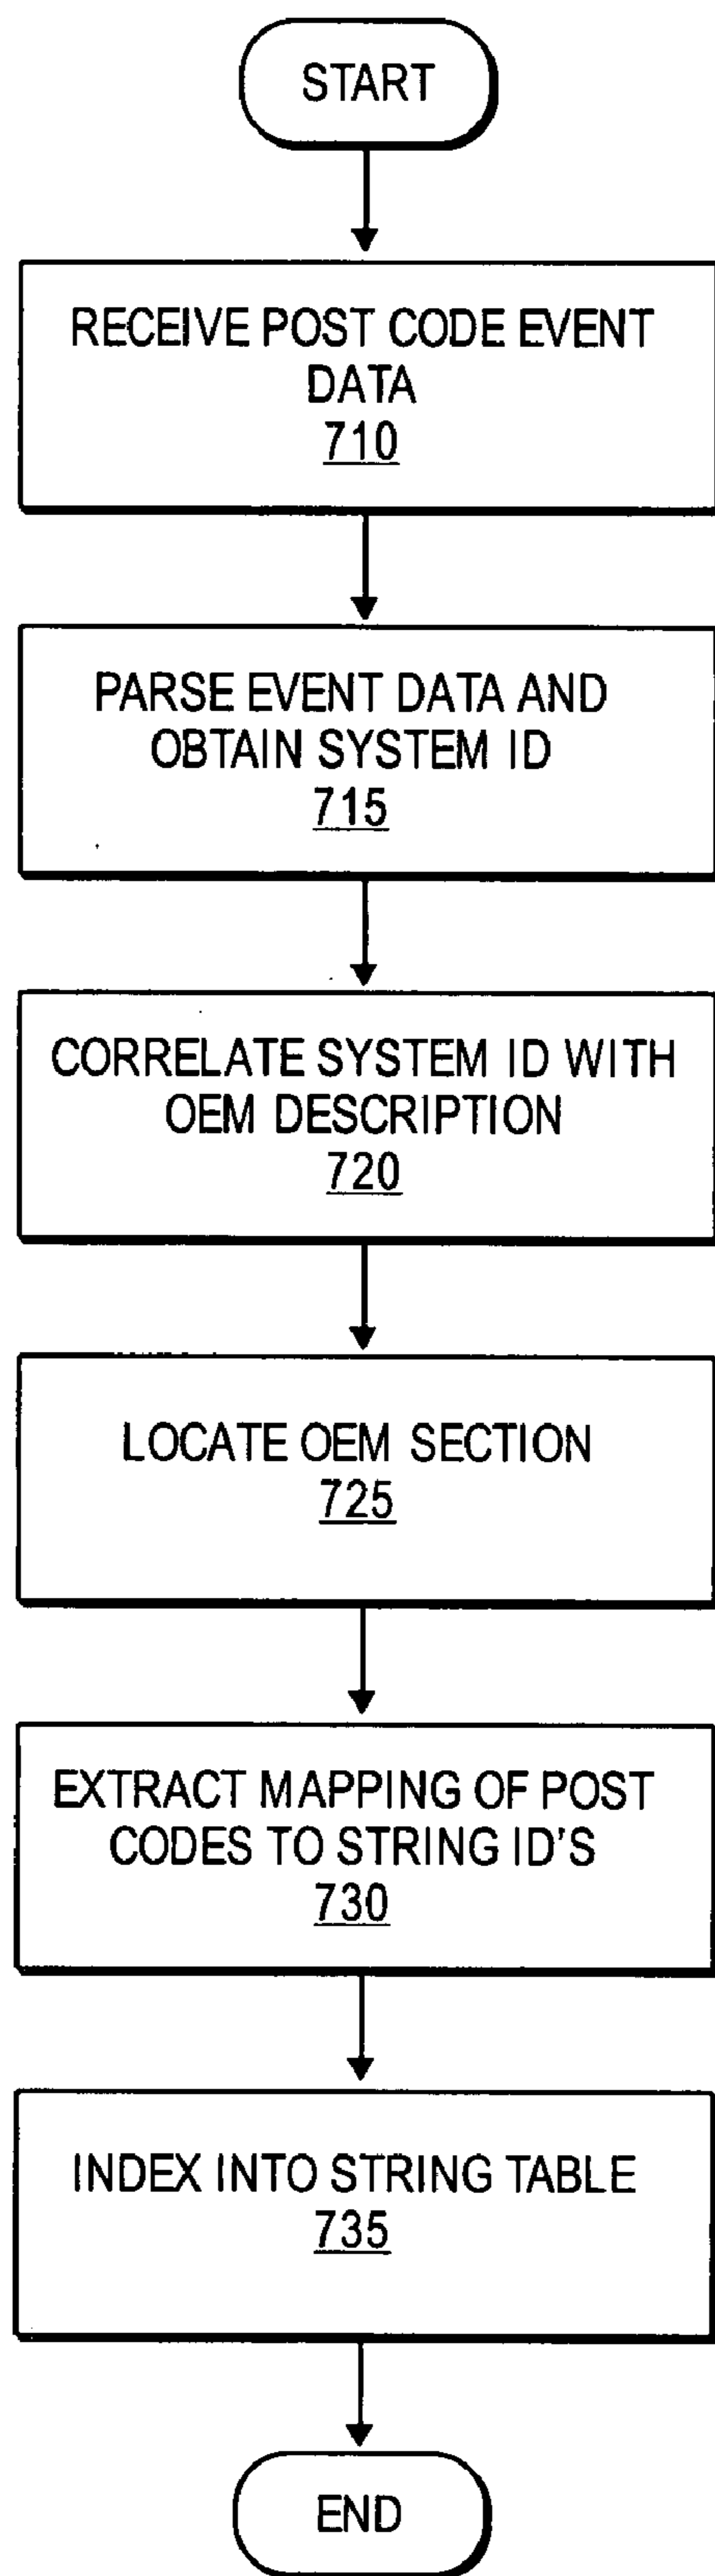 START
RECEIVE POST CODE EVENT
DATA
710
PARSE EVENT DATA AND
OBTAIN SYSTEM ID
715
CORRELATE SYSTEM ID WITH
OEM DESCRIPTION
720
LOCATE OEM SECTION
725
EXTRACT MAPPING OF POST
CODES TO STRING ID'S
730
INDEX INTO STRING TABLE
735
END